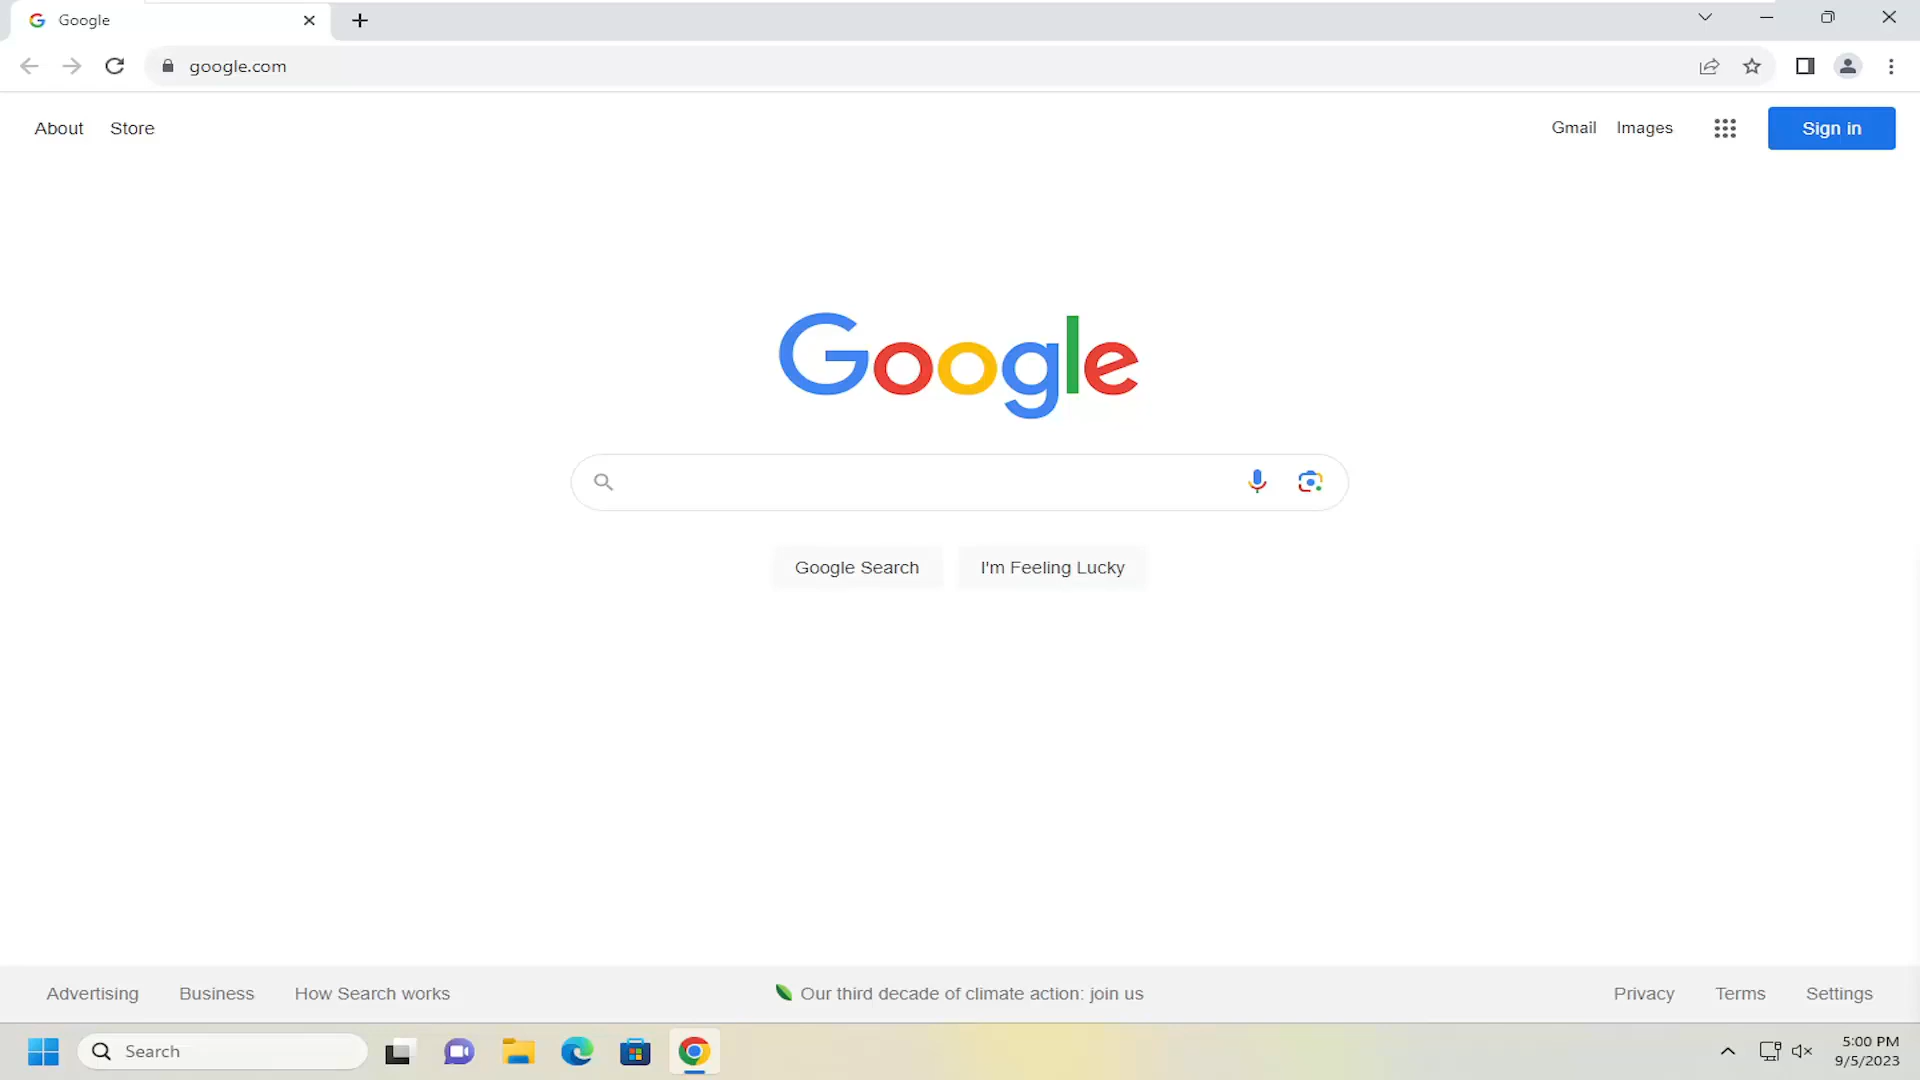 Google
google.com
About Store Gmail Images Sign in
Google
Google Search I'm Feeling Lucky
Advertising Business How Search works Our third decade of climate action: join us Privacy Terms Settings
Search 5:00 PM
9/5/2023